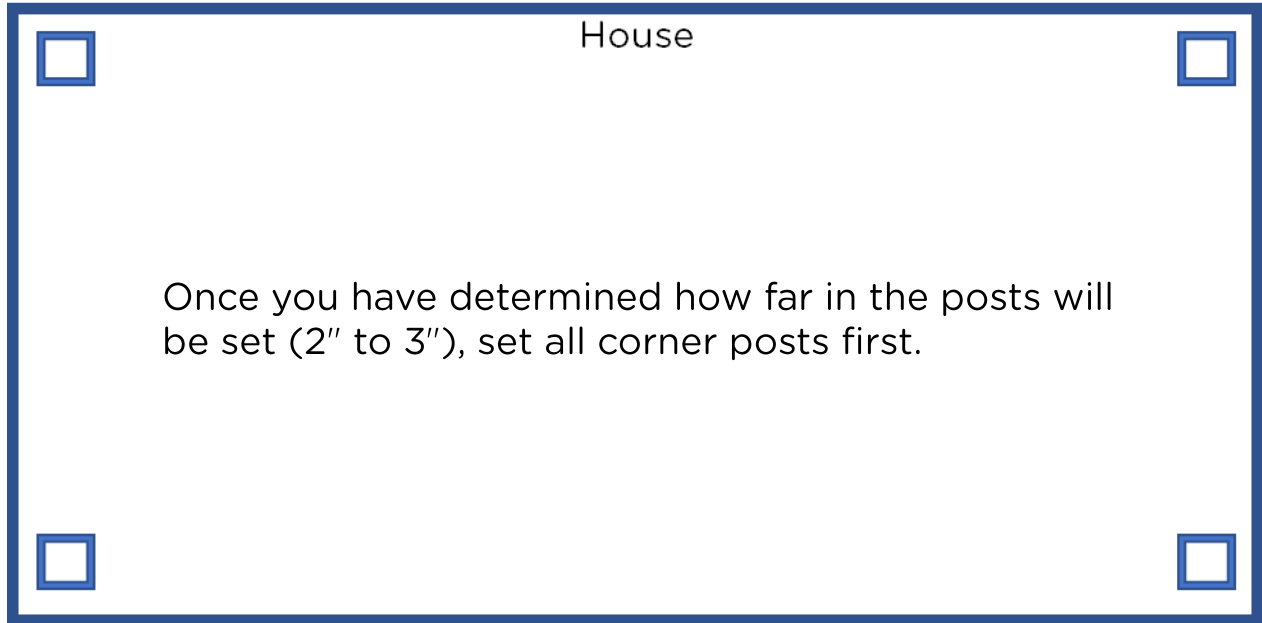 House
Once you have determined how far in the posts will
be set (2" to 3"), set all corner posts first.